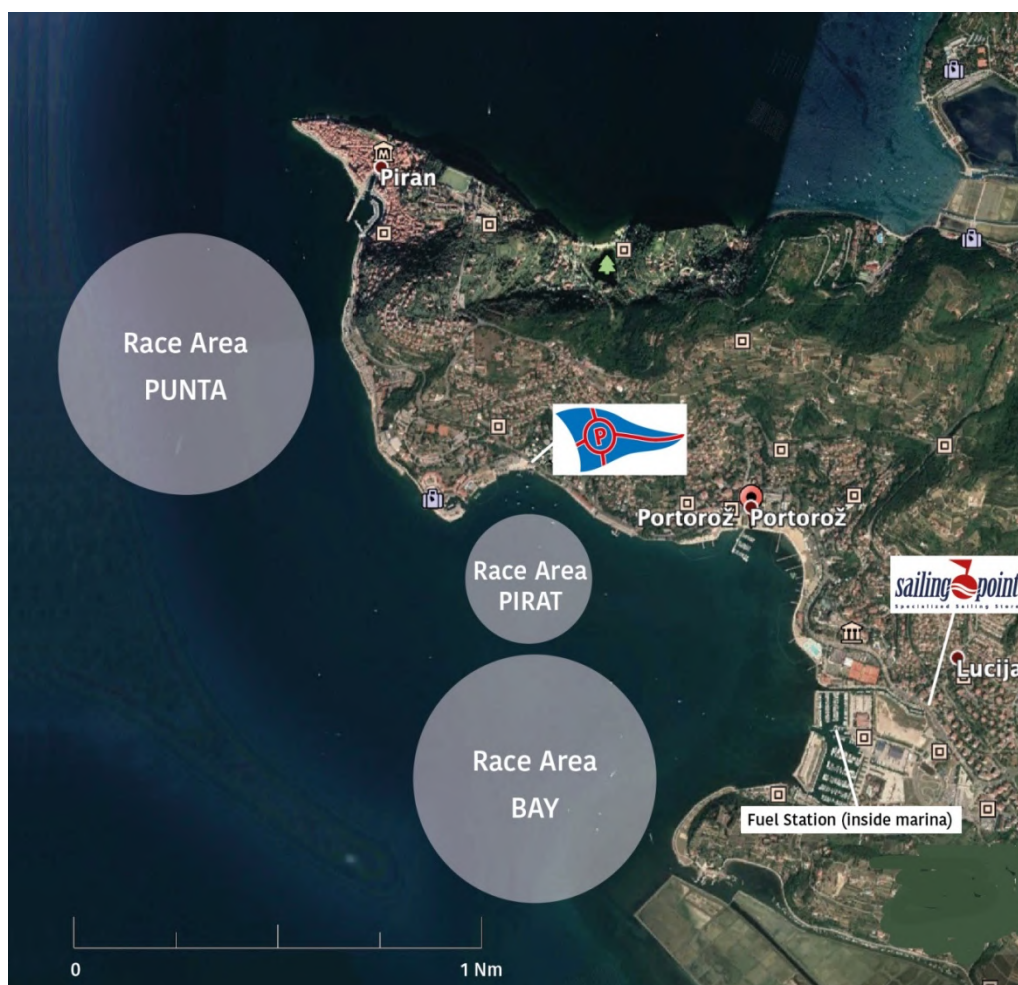 M
Piran
Race Area
PUNTA
P
Portorož
Portorož
Race Area
PIRAT
sailing point
Specialized Sailing Store
Lucija
Race Area
BAY
Fuel Station (inside marina)
0
1 Nm